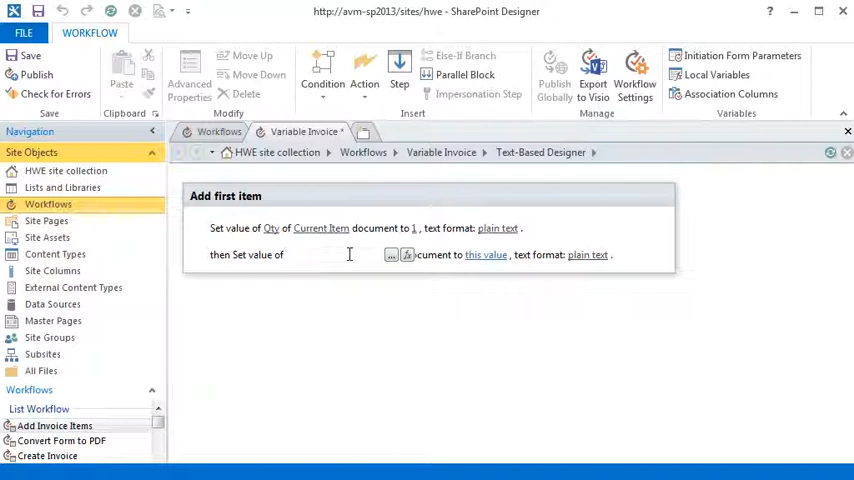 http://avm-sp2013/sites/hwe - SharePoint Designer
?
FILE
WORKFLOW
Save
Publish
Check for Errors
Save
Paste
Clipboard
Advanced Properties
Move Up
Move Down
Delete
Modify
Condition
Action
Step
Else-If Branch
Parallel Block
Impersonation Step
Insert
Publish Globally
Export to Visio
Workflow Settings
Manage
Initiation Form Parameters
Local Variables
Association Columns
Variables
Navigation
Workflows
Variable Invoice *
Site Objects
HWE site collection
Workflows
Variable Invoice
Text-Based Designer
HWE site collection
Lists and Libraries
Workflows
Site Pages
Site Assets
Content Types
Site Columns
External Content Types
Data Sources
Master Pages
Site Groups
Subsites
All Files
Workflows
List Workflow
Add Invoice Items
Convert Form to PDF
Create Invoice
Add first item
Set value of Qty of Current Item document to 1 , text format: plain text .
then Set value of ... fx ocument to this value , text format: plain text .